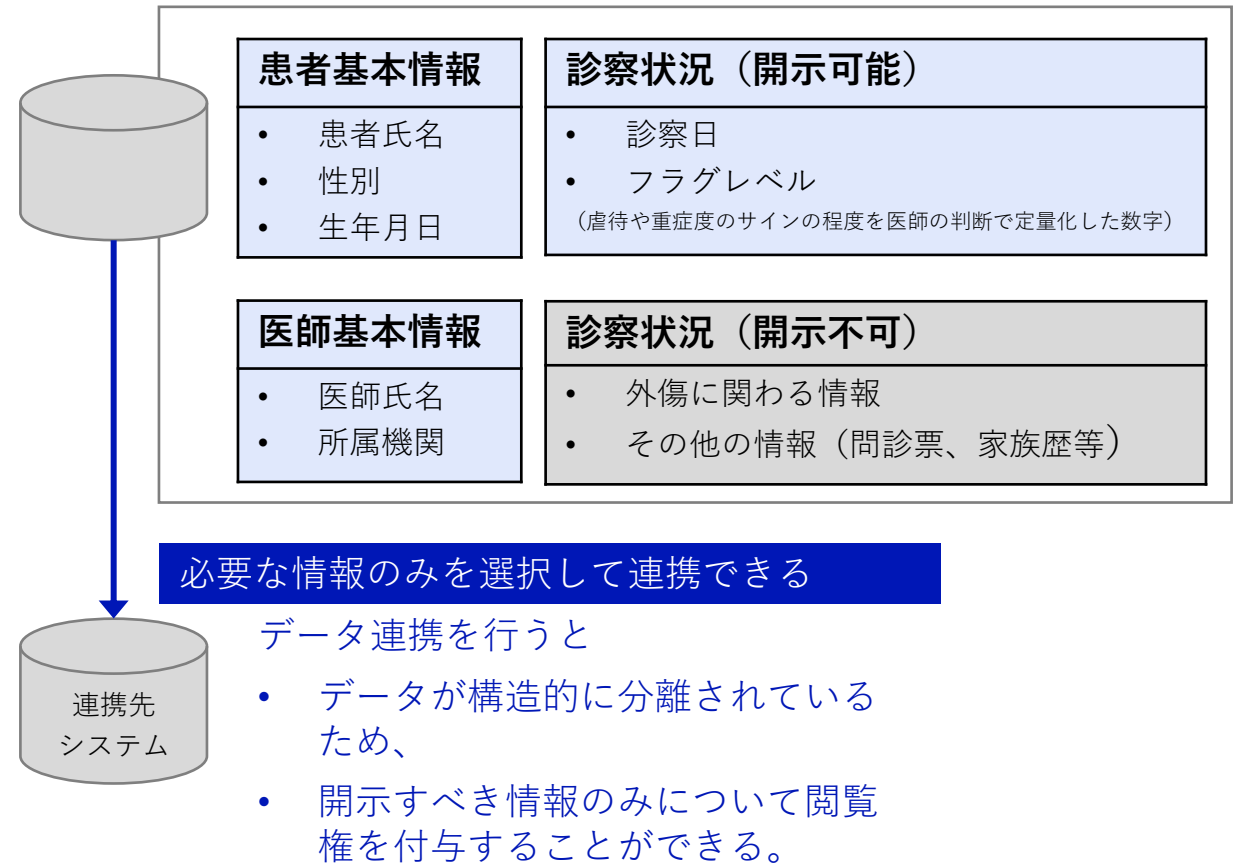 患者基本情報
• 患者氏名
• 性別
• 生年月日
診察状況（開示可能）
• 診察日
• フラグレベル
（虐待や重症度のサインの程度を医師の判断で定量化した数字）
医師基本情報
• 医師氏名
• 所属機関
診察状況（開示不可）
• 外傷に関わる情報
• その他の情報（問診票、家族歴等）
必要な情報のみを選択して連携できる
連携先
システム
データ連携を行うと
• データが構造的に分離されている
ため、
• 開示すべき情報のみについて閲覧
権を付与することができる。